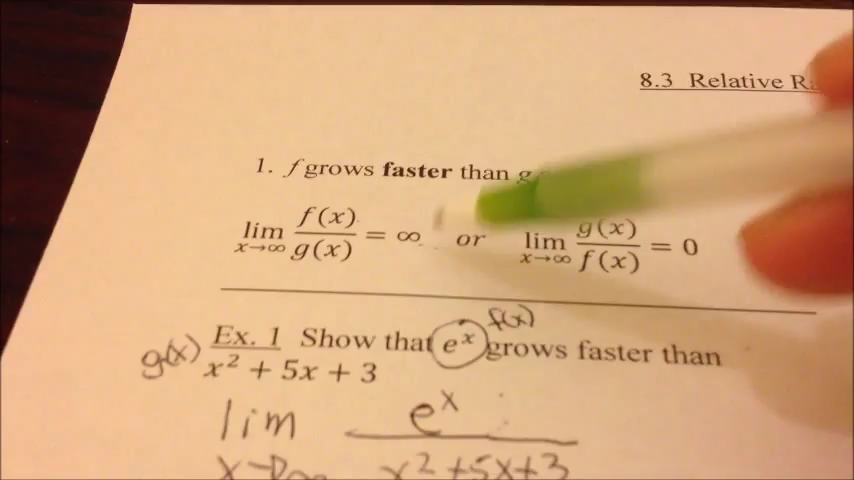 8.3 Relative
1. f grows faster than g
lim x→∞ f(x)/g(x) = ∞ or lim x→∞ g(x)/f(x) = 0
f(x)
g(x) Ex. 1 Show that e^x grows faster than
x² + 5x + 3
lim e^x
x→∞ x²+5x+3